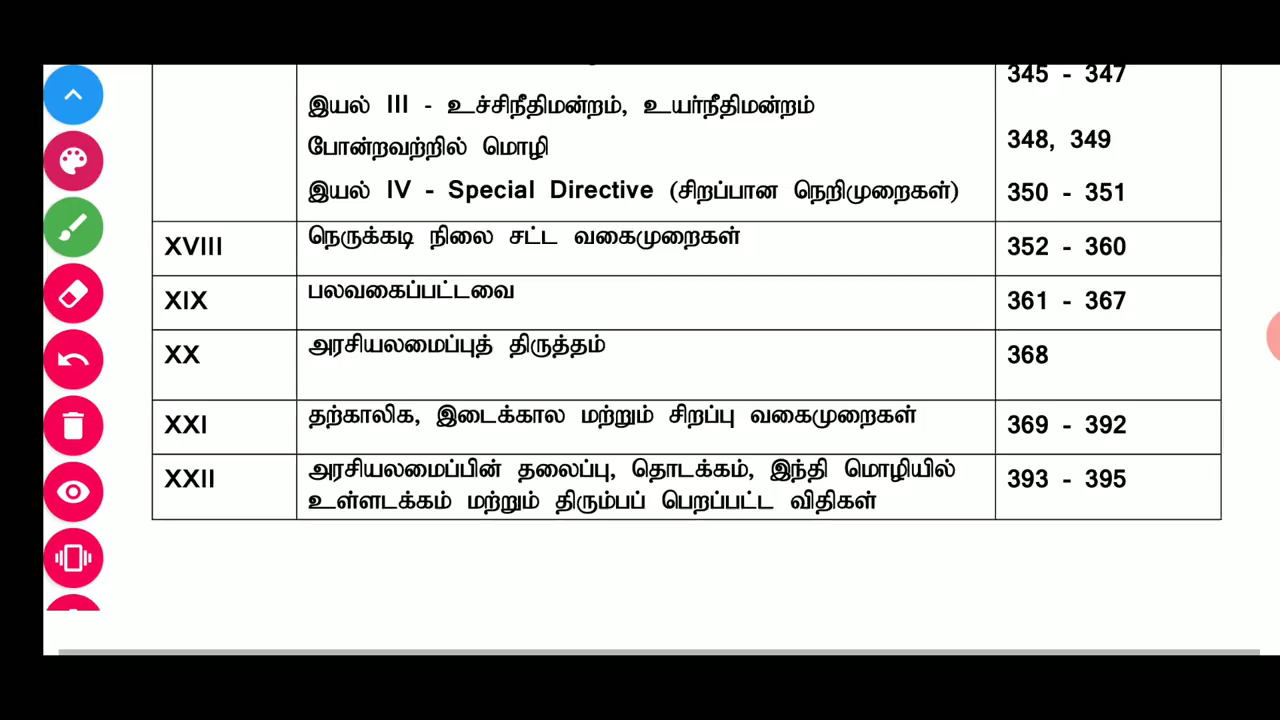 345 - 347
இயல் III - உச்சிநீதிமன்றம், உயர்நீதிமன்றம்
போன்றவற்றில் மொழி
348, 349
இயல் IV - Special Directive (சிறப்பான நெறிமுறைகள்)
350 - 351
XVIII
நெருக்கடி நிலை சட்ட வகைமுறைகள்
352 - 360
XIX
பலவகைப்பட்டவை
361 - 367
XX
அரசியலமைப்புத் திருத்தம்
368
XXI
தற்காலிக, இடைக்கால மற்றும் சிறப்பு வகைமுறைகள்
369 - 392
XXII
அரசியலமைப்பின் தலைப்பு, தொடக்கம், இந்தி மொழியில்
உள்ளடக்கம் மற்றும் திரும்பப் பெறப்பட்ட விதிகள்
393 - 395